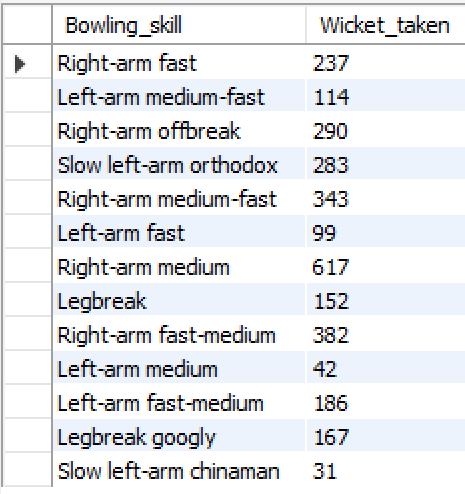 Bowling_skill Wicket_taken
Right-arm fast 237
Left-arm medium-fast 114
Right-arm offbreak 290
Slow left-arm orthodox 283
Right-arm medium-fast 343
Left-arm fast 99
Right-arm medium 617
Legbreak 152
Right-arm fast-medium 382
Left-arm medium 42
Left-arm fast-medium 186
Legbreak googly 167
Slow left-arm chinaman 31